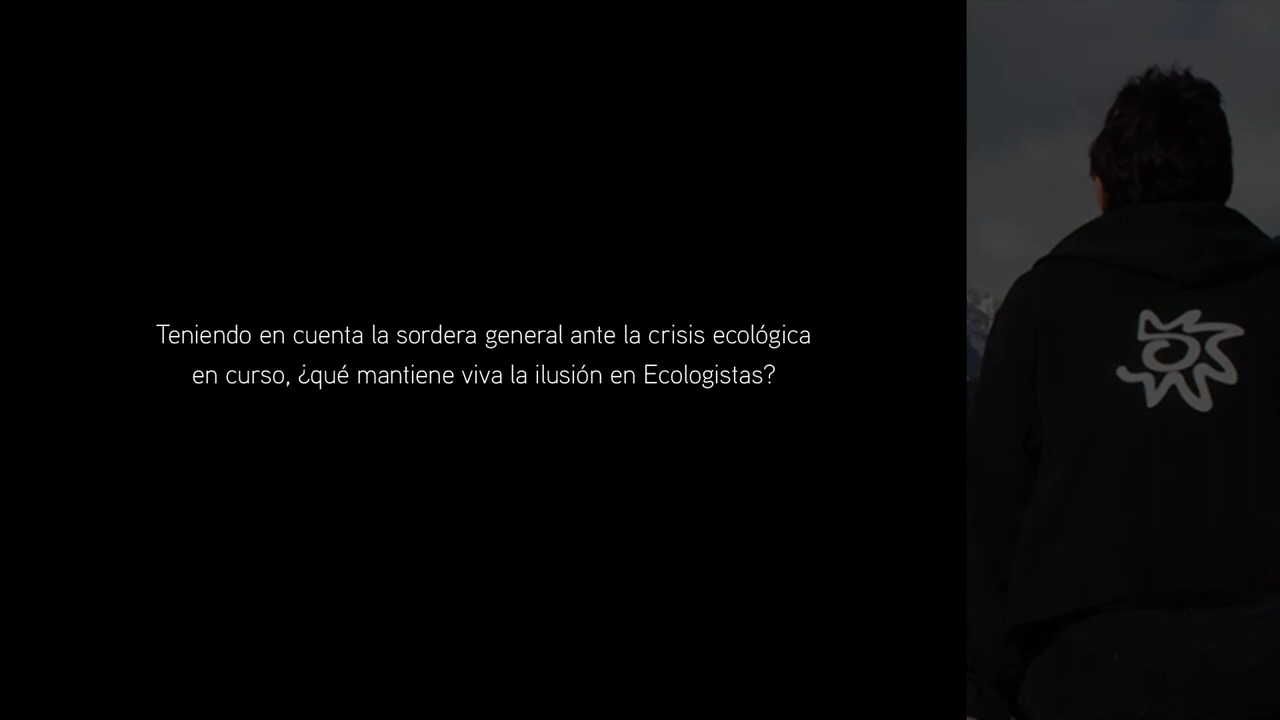 Teniendo en cuenta la sordera general ante la crisis ecológica
en curso, ¿qué mantiene viva la ilusión en Ecologistas?